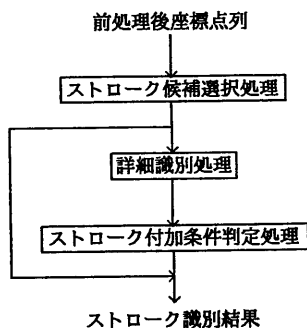 前処理後座標点列
ストローク候補選択処理
詳細識別処理
ストローク付加条件判定処理
ストローク識別結果